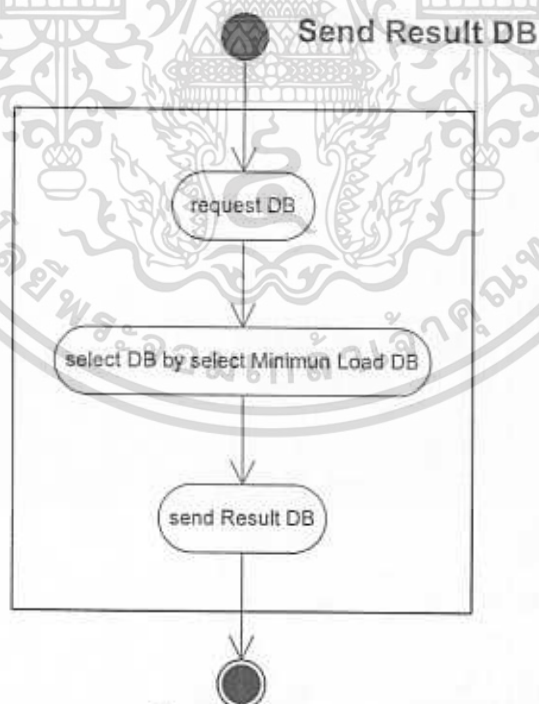 Send Result DB
request DB
select DB by select Minimun Load DB
send Result DB